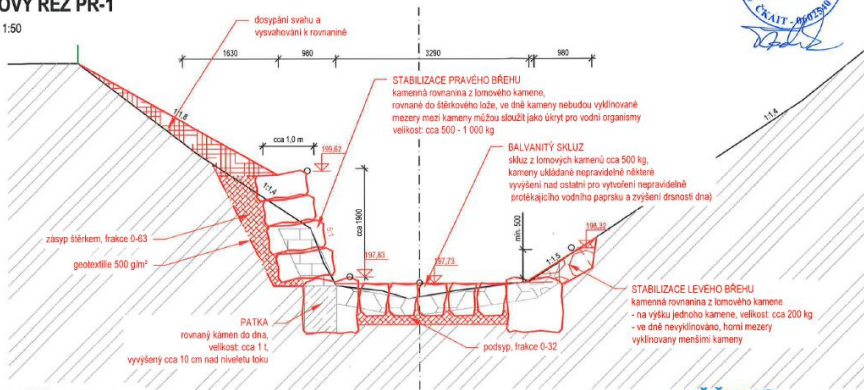 OVÝ ŘEZ PR-1
1:50
ČKAIT - 0602540
dosypání svahu a
vysvahování k rovnanině
1630
980
3290
980
STABILIZACE PRAVÉHO BŘEHU
kamenná rovnanina z lomového kamene,
rovnané do štěrkového lože, ve dně kameny nebudou vyklínované
mezery mezi kameny můžou sloužit jako úkryt pro vodní organismy
velikost: cca 500 - 1 000 kg
1:1,8
1:1,4
cca 1,0 m
199,62
BALVANITÝ SKLUZ
skluz z lomových kamenů cca 500 kg,
kameny ukládané nepravidelně některé
vyvýšení nad ostatní pro vytvoření nepravidelně
protékajícího vodního paprsku a zvýšení drsnosti dna)
1:1,4
cca 1900
5:1
min. 500
198,32
zásyp štěrkem, frakce 0-63
geotextílie 500 g/m²
197,83
197,73
1:1,5
STABILIZACE LEVÉHO BŘEHU
kamenná rovnanina z lomového kamene
- na výšku jednoho kamene, velikost: cca 200 kg
- ve dně nevyklínováno, horní mezery
vyklínovany menšími kameny
PATKA
rovnaný kámen do dna,
velikost: cca 1 t,
vyvýšený cca 10 cm nad niveletu toku
podsyp, frakce 0-32